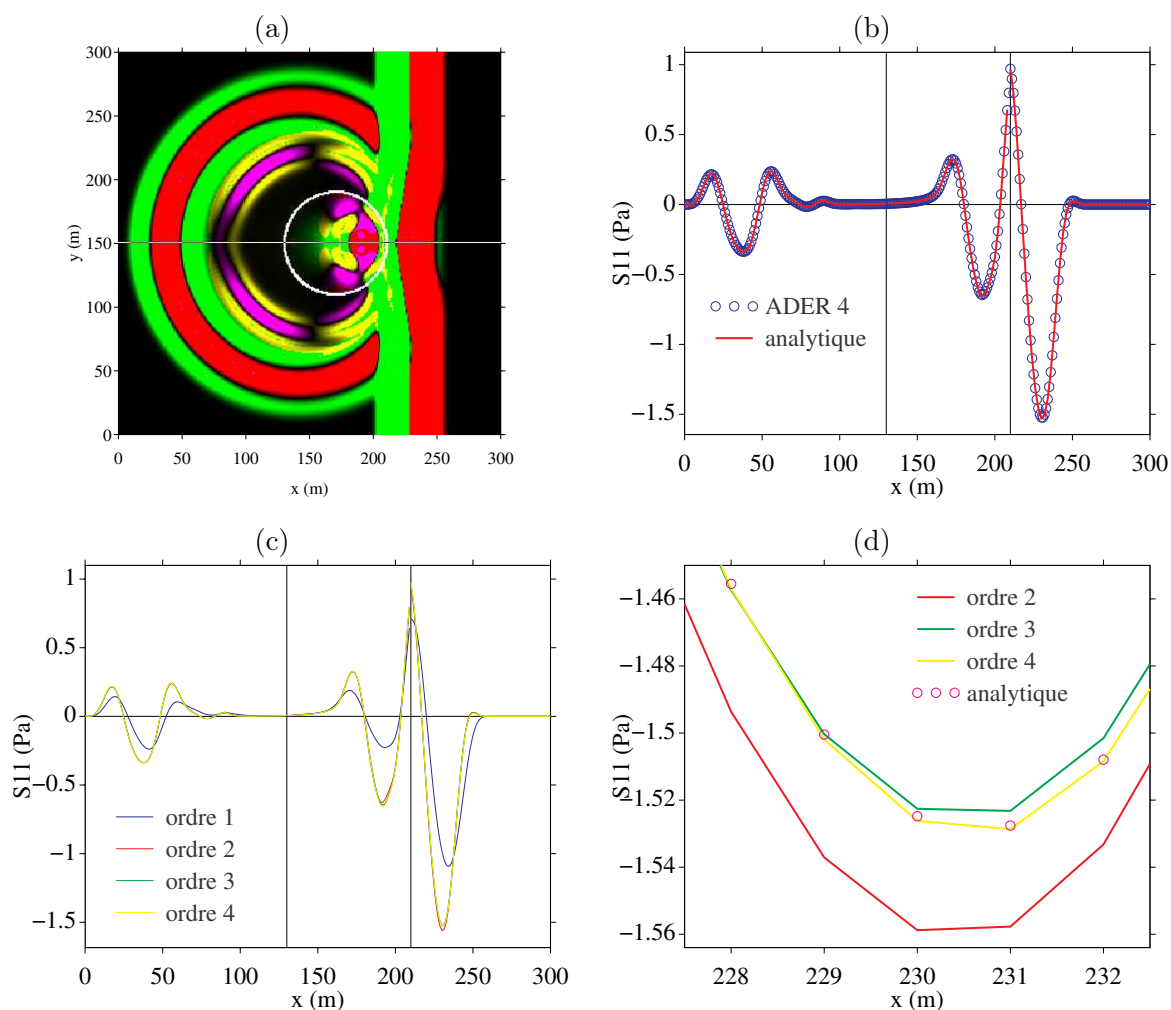 (a)
300
250
200
150
100
50
0
y (m)
0 50 100 150 200 250 300
x (m)
(b)
1
0.5
0
−0.5
−1
−1.5
S11 (Pa)
ADER 4
analytique
0 50 100 150 200 250 300
x (m)
(c)
1
0.5
0
−0.5
−1
−1.5
S11 (Pa)
ordre 1
ordre 2
ordre 3
ordre 4
0 50 100 150 200 250 300
x (m)
(d)
−1.46
−1.48
−1.5
−1.52
−1.54
−1.56
S11 (Pa)
ordre 2
ordre 3
ordre 4
analytique
228 229 230 231 232
x (m)